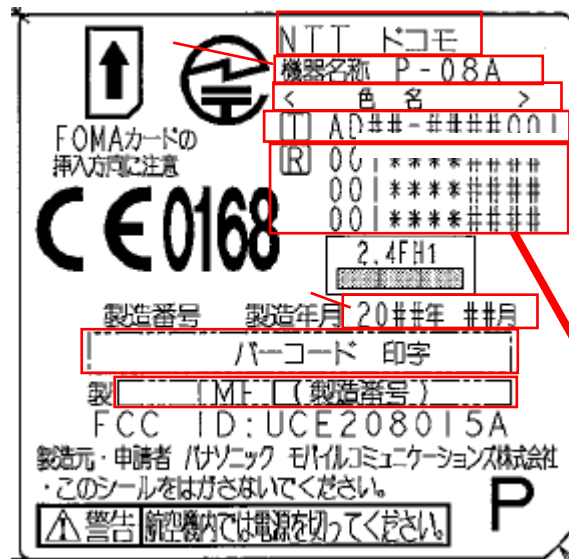 NTT ドコモ
機器名称 P-08A
< 色名 >
FOMAカードの
挿入方向に注意
T AD##-####001
R 001****####
001****####
001****####
CE0168
2.4FH1
製造番号 製造年月 20##年 ##月
バーコード 印字
製 IMEI(製造番号)
FCC ID:UCE208015A
製造元・申請者 パナソニック モバイルコミュニケーションズ株式会社
・このシールをはがさないでください。
P
警告 航空機内では電源を切ってください。